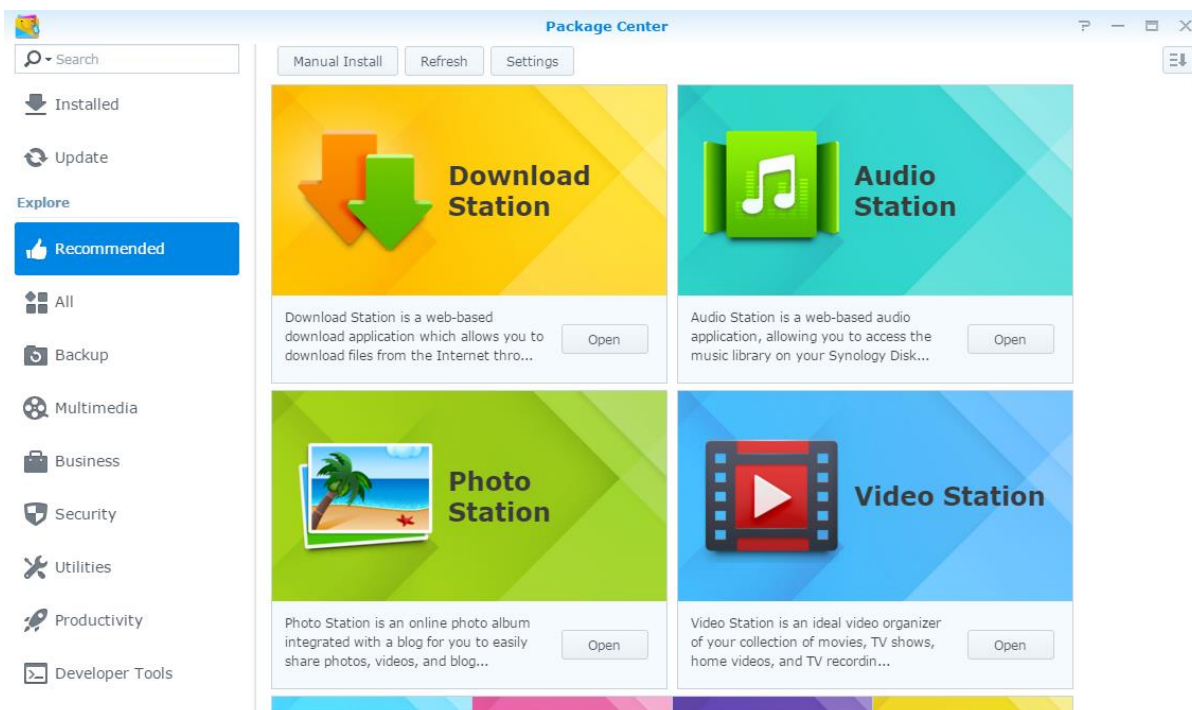 Package Center
Search
Manual Install
Refresh
Settings
Installed
Update
Explore
Recommended
All
Backup
Multimedia
Business
Security
Utilities
Productivity
Developer Tools
Download
Station
Download Station is a web-based
download application which allows you to
download files from the Internet thro...
Open
Audio
Station
Audio Station is a web-based audio
application, allowing you to access the
music library on your Synology Disk...
Open
Photo
Station
Photo Station is an online photo album
integrated with a blog for you to easily
share photos, videos, and blog...
Open
Video Station
Video Station is an ideal video organizer
of your collection of movies, TV shows,
home videos, and TV recordin...
Open